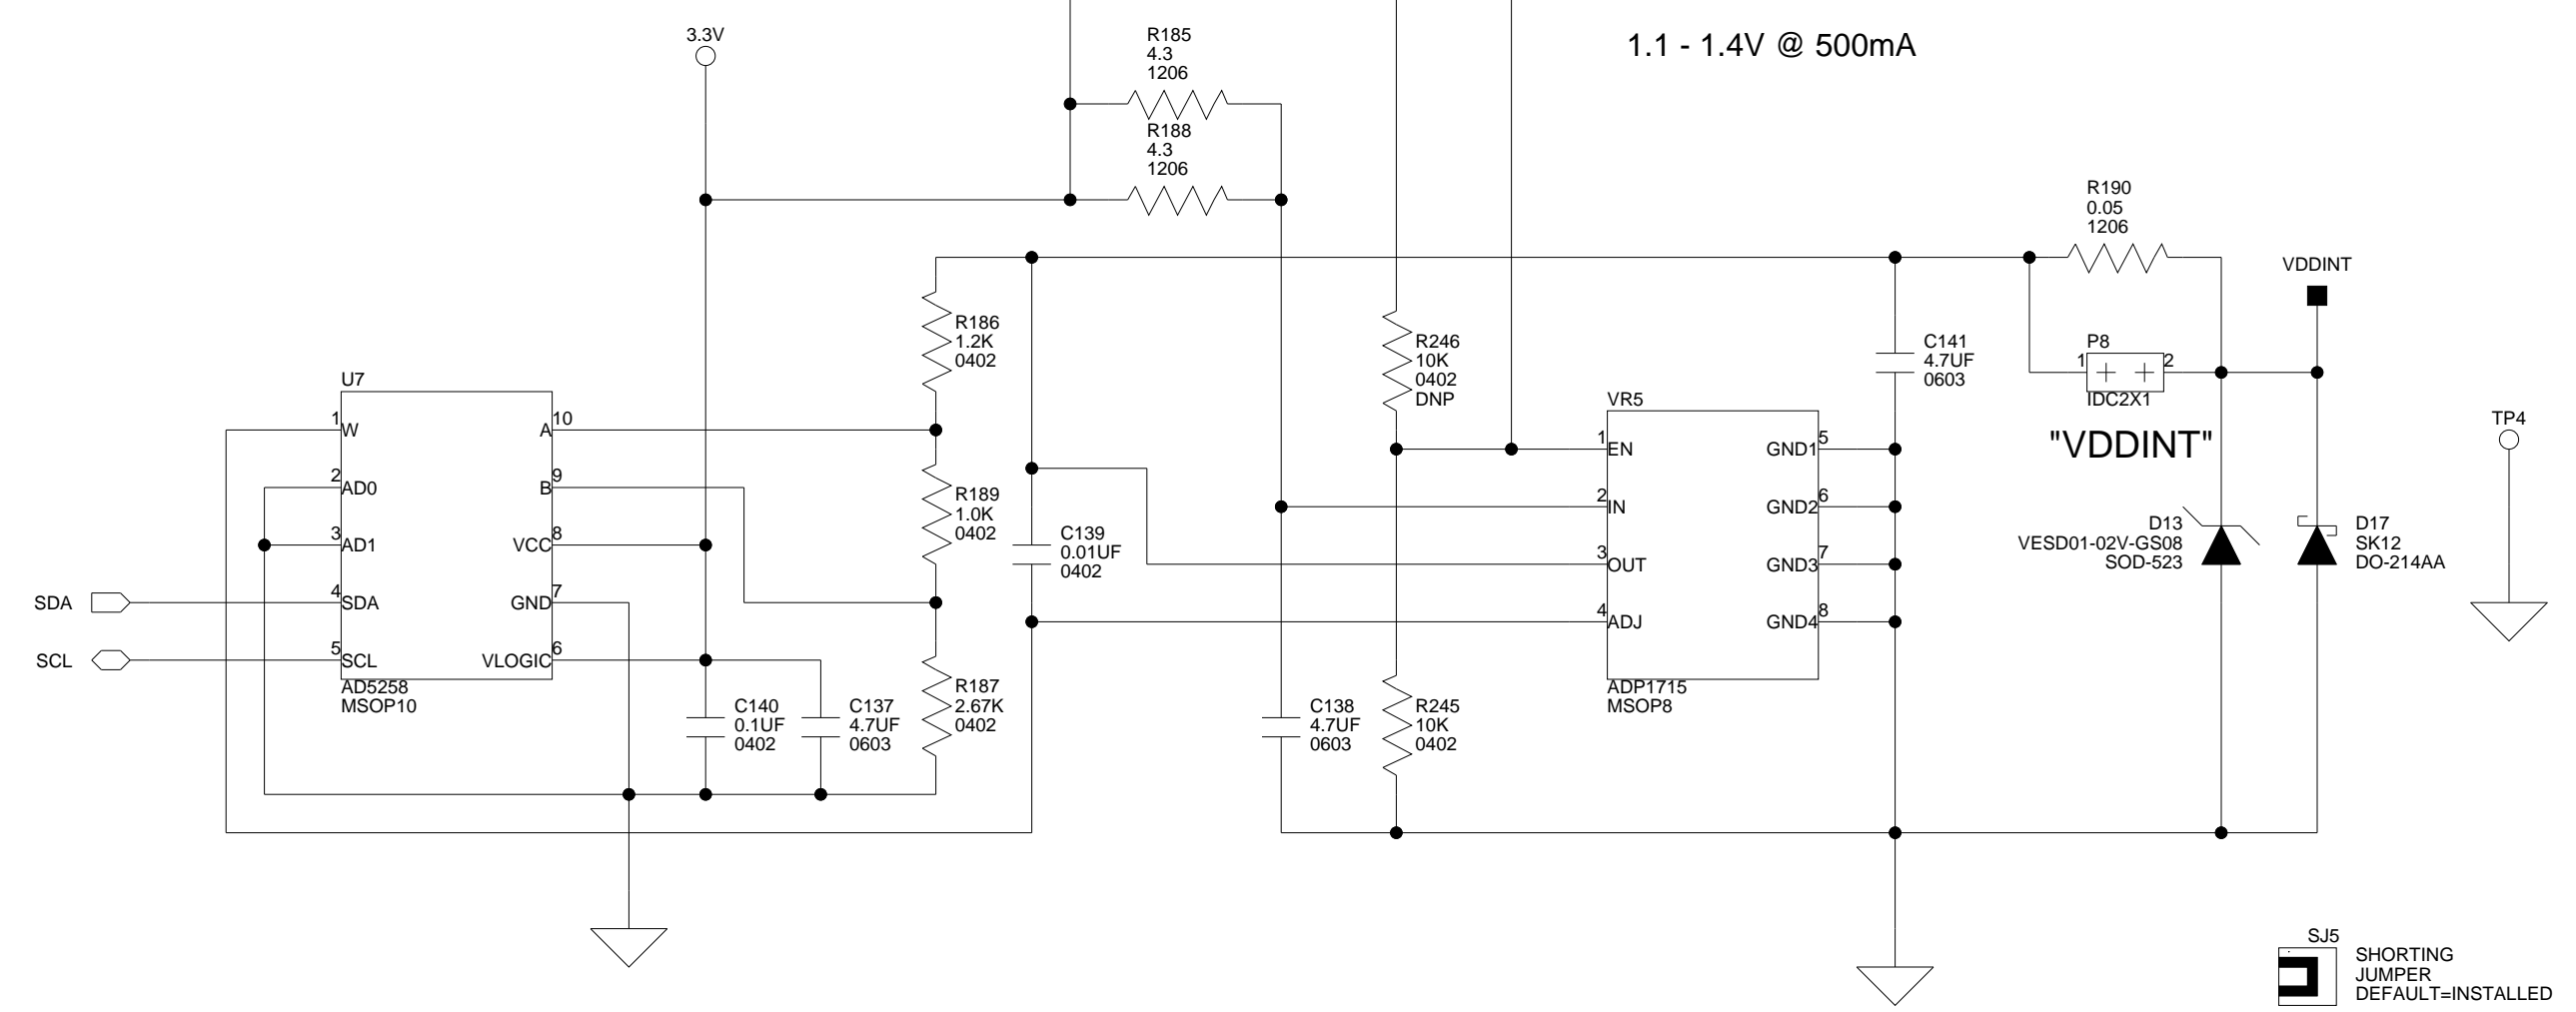 3.3V
R185
4.3
1206
R188
4.3
1206
1.1 - 1.4V @ 500mA
R190
0.05
1206
VDDINT
R186
1.2K
0402
R246
10K
0402
DNP
C141
4.7UF
0603
P8
1
2
IDC2X1
"VDDINT"
TP4
U7
1
W
A
10
2
AD0
B
9
3
AD1
VCC
8
4
SDA
GND
7
5
SCL
VLOGIC
6
AD5258
MSOP10
SDA
SCL
R189
1.0K
0402
C139
0.01UF
0402
VR5
1
EN
GND1
5
2
IN
GND2
6
3
OUT
GND3
7
4
ADJ
GND4
8
ADP1715
MSOP8
D13
VESD01-02V-GS08
SOD-523
D17
SK12
DO-214AA
C140
0.1UF
0402
C137
4.7UF
0603
R187
2.67K
0402
C138
4.7UF
0603
R245
10K
0402
SJ5
SHORTING
JUMPER
DEFAULT=INSTALLED